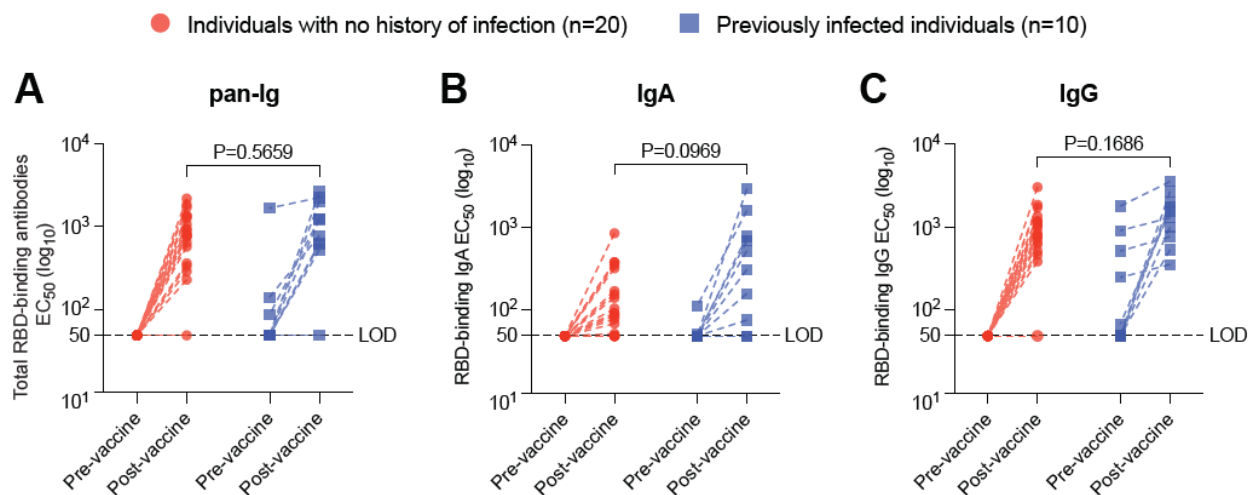 Individuals with no history of infection (n=20)
Previously infected individuals (n=10)
A
pan-Ig
Total RBD-binding antibodies
EC50 (log10)
10⁴
10³
10²
50
10¹
P=0.5659
LOD
Pre-vaccine
Post-vaccine
Pre-vaccine
Post-vaccine
B
IgA
RBD-binding IgA EC50 (log10)
10⁴
10³
10²
50
10¹
P=0.0969
LOD
Pre-vaccine
Post-vaccine
Pre-vaccine
Post-vaccine
C
IgG
RBD-binding IgG EC50 (log10)
10⁴
10³
10²
50
10¹
P=0.1686
LOD
Pre-vaccine
Post-vaccine
Pre-vaccine
Post-vaccine